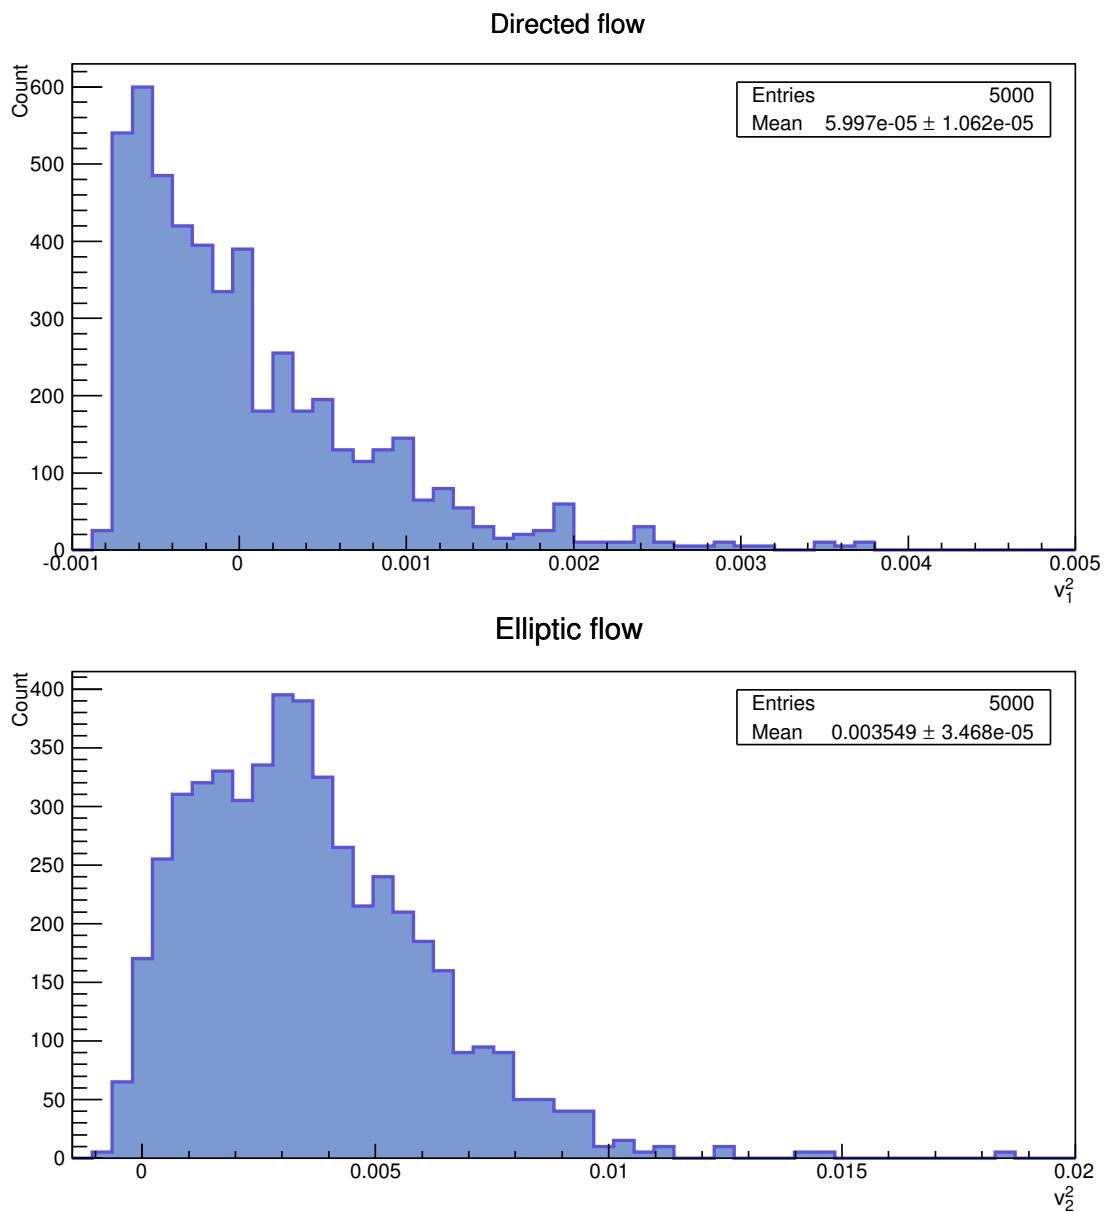 Directed flow
Count
600
500
400
300
200
100
0
Entries 5000
Mean 5.997e-05 ± 1.062e-05
-0.001 0 0.001 0.002 0.003 0.004 0.005
v₁²
Elliptic flow
Count
400
350
300
250
200
150
100
50
0
Entries 5000
Mean 0.003549 ± 3.468e-05
0 0.005 0.01 0.015 0.02
v₂²